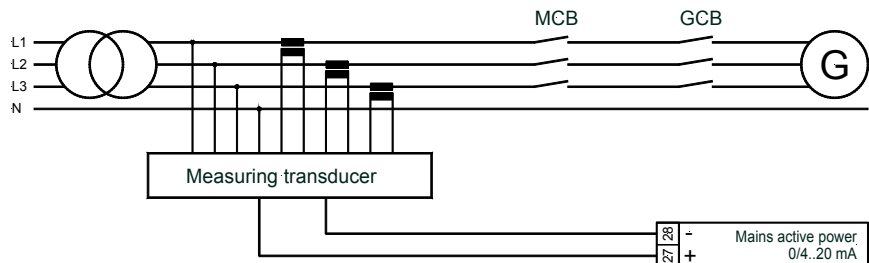 MCB GCB
L1
L2
L3
N
G
Measuring transducer
28 - Mains active power
27 + 0/4..20 mA